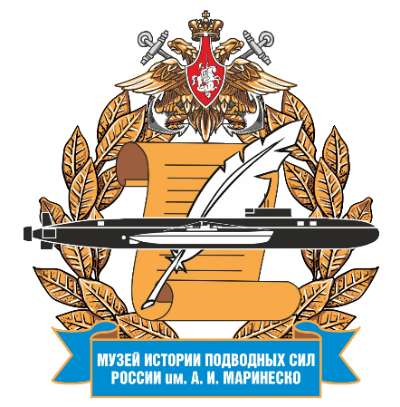 МУЗЕЙ ИСТОРИИ ПОДВОДНЫХ СИЛ
РОССИИ им. А. И. МАРИНЕСКО